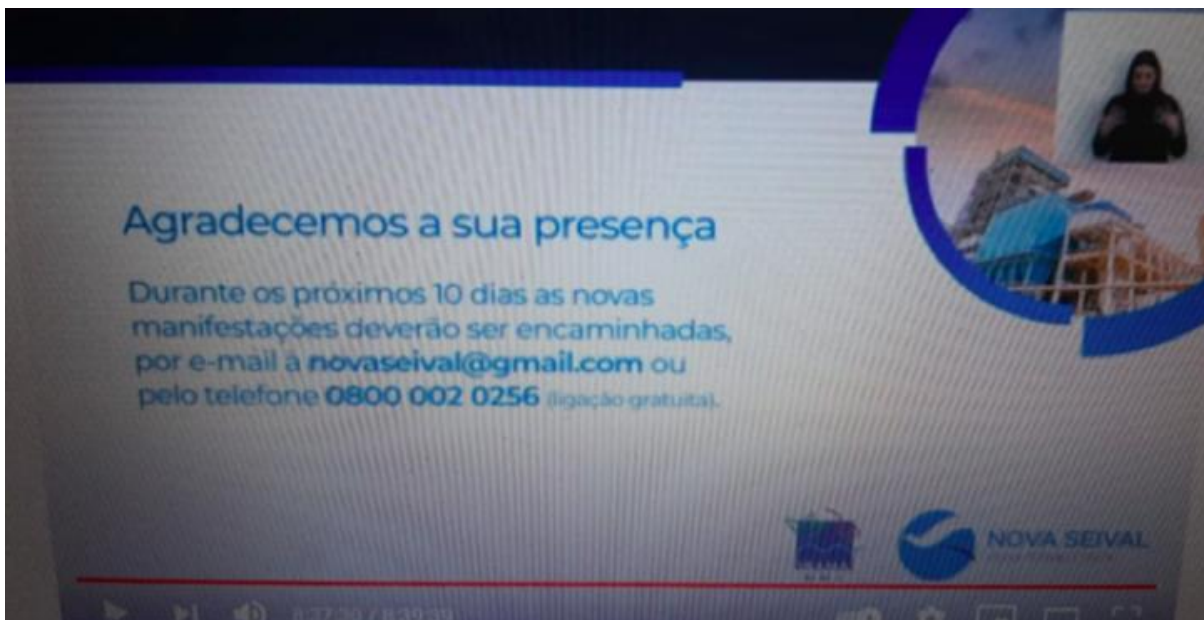 Agradecemos a sua presença
Durante os próximos 10 dias as novas
manifestações deverão ser encaminhadas,
por e-mail à novaseival@gmail.com ou
pelo telefone 0800 002 0256 (ligação gratuita).
NOVA SEIVAL